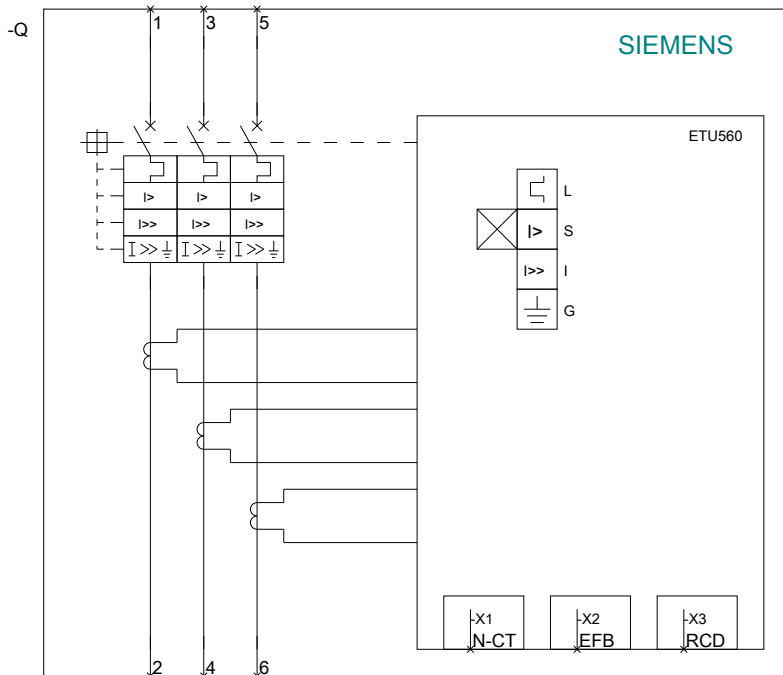 1 3 5
-Q
SIEMENS
ETU560
L
I> I> I> I> S
I>> I>> I>> I>> I
I>> I>> I>>
G
-X1 -X2 -X3
N-CT EFB RCD
2 4 6